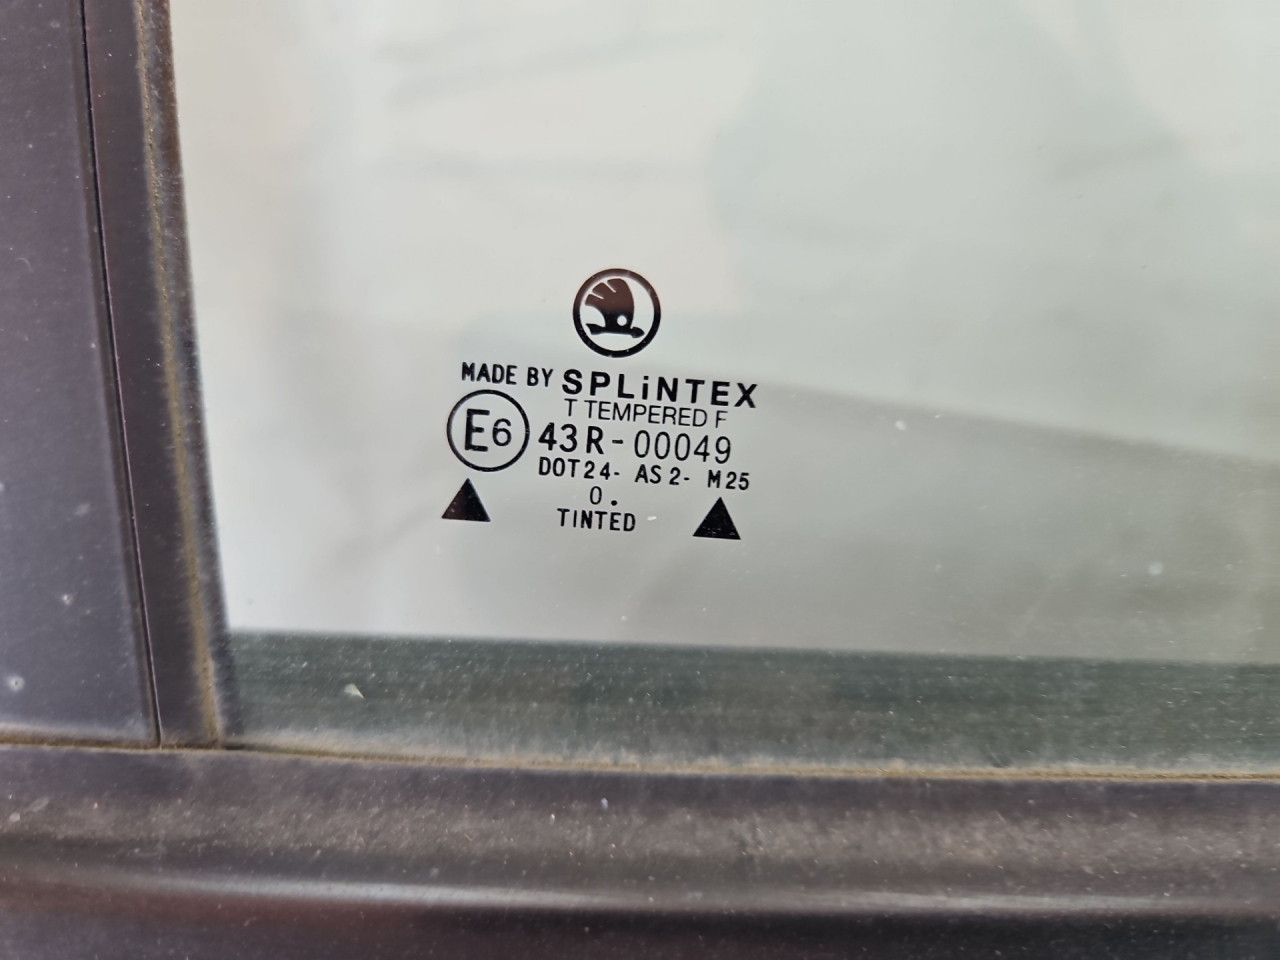 MADE BY SPLiNTEX
T TEMPERED F
E6 43R-00049
DOT24- AS2- M25
0.
TINTED